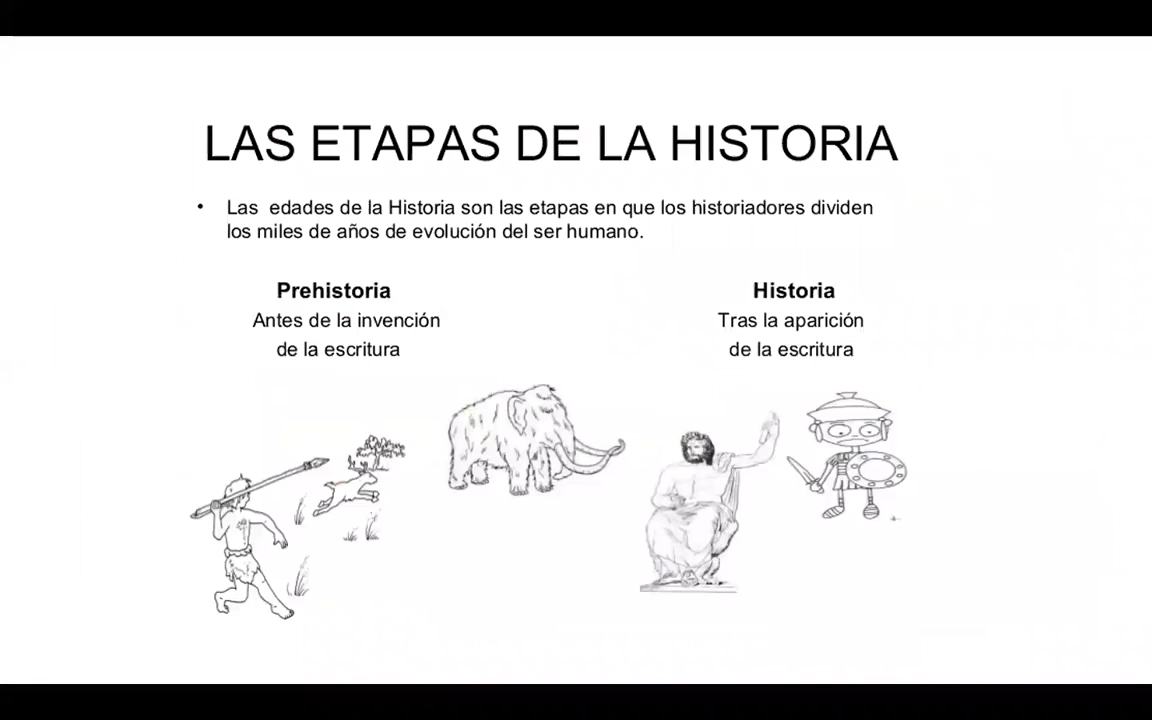 LAS ETAPAS DE LA HISTORIA
• Las edades de la Historia son las etapas en que los historiadores dividen
los miles de años de evolución del ser humano.
Prehistoria
Antes de la invención
de la escritura
Historia
Tras la aparición
de la escritura